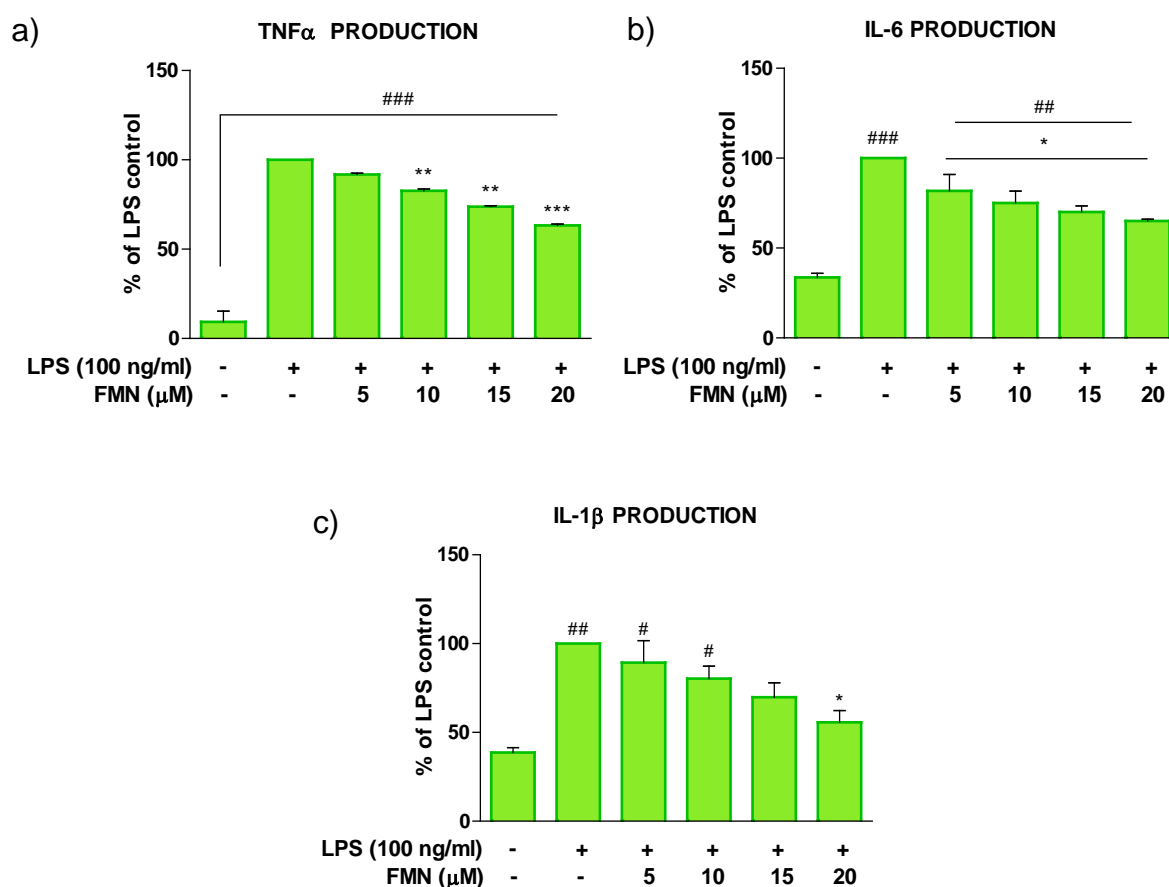 a)
TNFα PRODUCTION
% of LPS control
150
100
50
0
###
**
**
***
LPS (100 ng/ml) - + + + + +
FMN (μM) - - 5 10 15 20
b)
IL-6 PRODUCTION
% of LPS control
150
100
50
0
##
*
###
LPS (100 ng/ml) - + + + + +
FMN (μM) - - 5 10 15 20
c)
IL-1β PRODUCTION
% of LPS control
150
100
50
0
## # #
*
LPS (100 ng/ml) - + + + + +
FMN (μM) - - 5 10 15 20